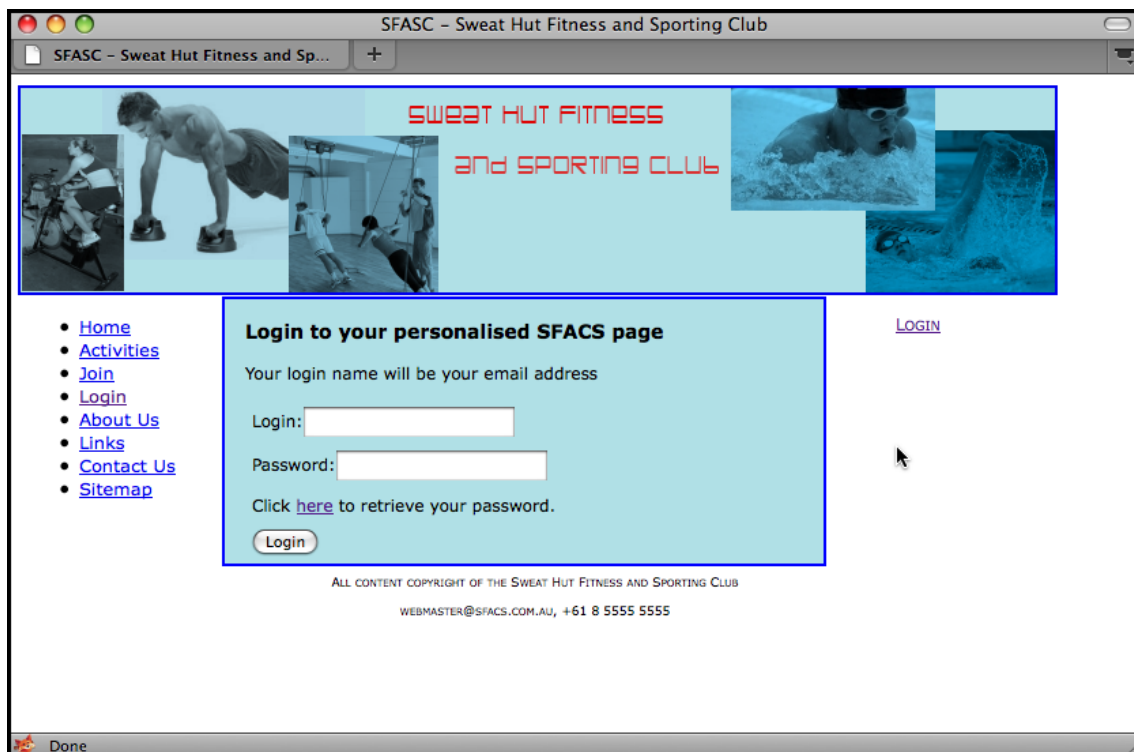 SFASC – Sweat Hut Fitness and Sporting Club
SFASC – Sweat Hut Fitness and Sp...
+
SWEAT HUT FITNESS
AND SPORTING CLUB
Home
Activities
Join
Login
About Us
Links
Contact Us
Sitemap
Login to your personalised SFACS page
Your login name will be your email address
Login:
Password:
Click here to retrieve your password.
Login
LOGIN
ALL CONTENT COPYRIGHT OF THE SWEAT HUT FITNESS AND SPORTING CLUB
WEBMASTER@SFACS.COM.AU, +61 8 5555 5555
Done